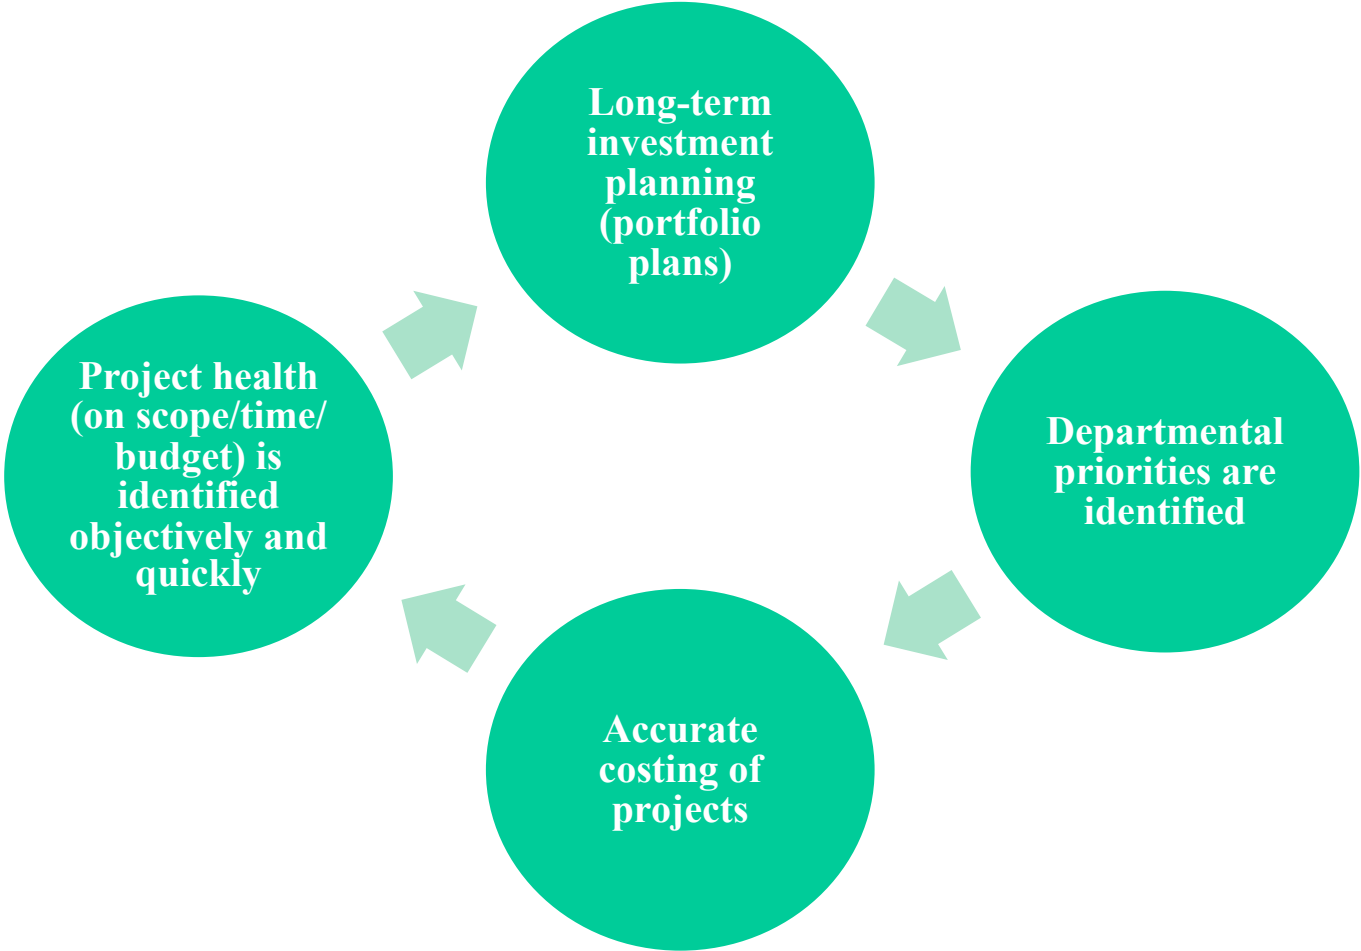 Long-term
investment
planning
(portfolio
plans)
Departmental
priorities are
identified
Accurate
costing of
projects
Project health
(on scope/time/
budget) is
identified
objectively and
quickly